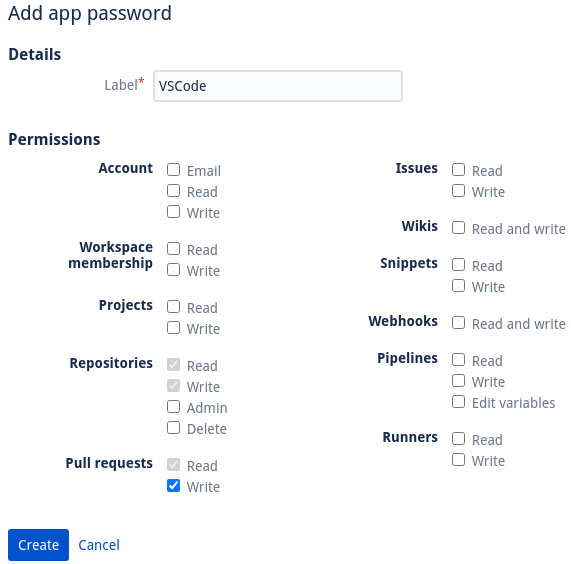 Add app password
Details
Label*
VSCode
Permissions
Account
Email
Read
Write
Workspace
membership
Read
Write
Projects
Read
Write
Repositories
Read
Write
Admin
Delete
Pull requests
Read
Write
Issues
Read
Write
Wikis
Read and write
Snippets
Read
Write
Webhooks
Read and write
Pipelines
Read
Write
Edit variables
Runners
Read
Write
Create
Cancel